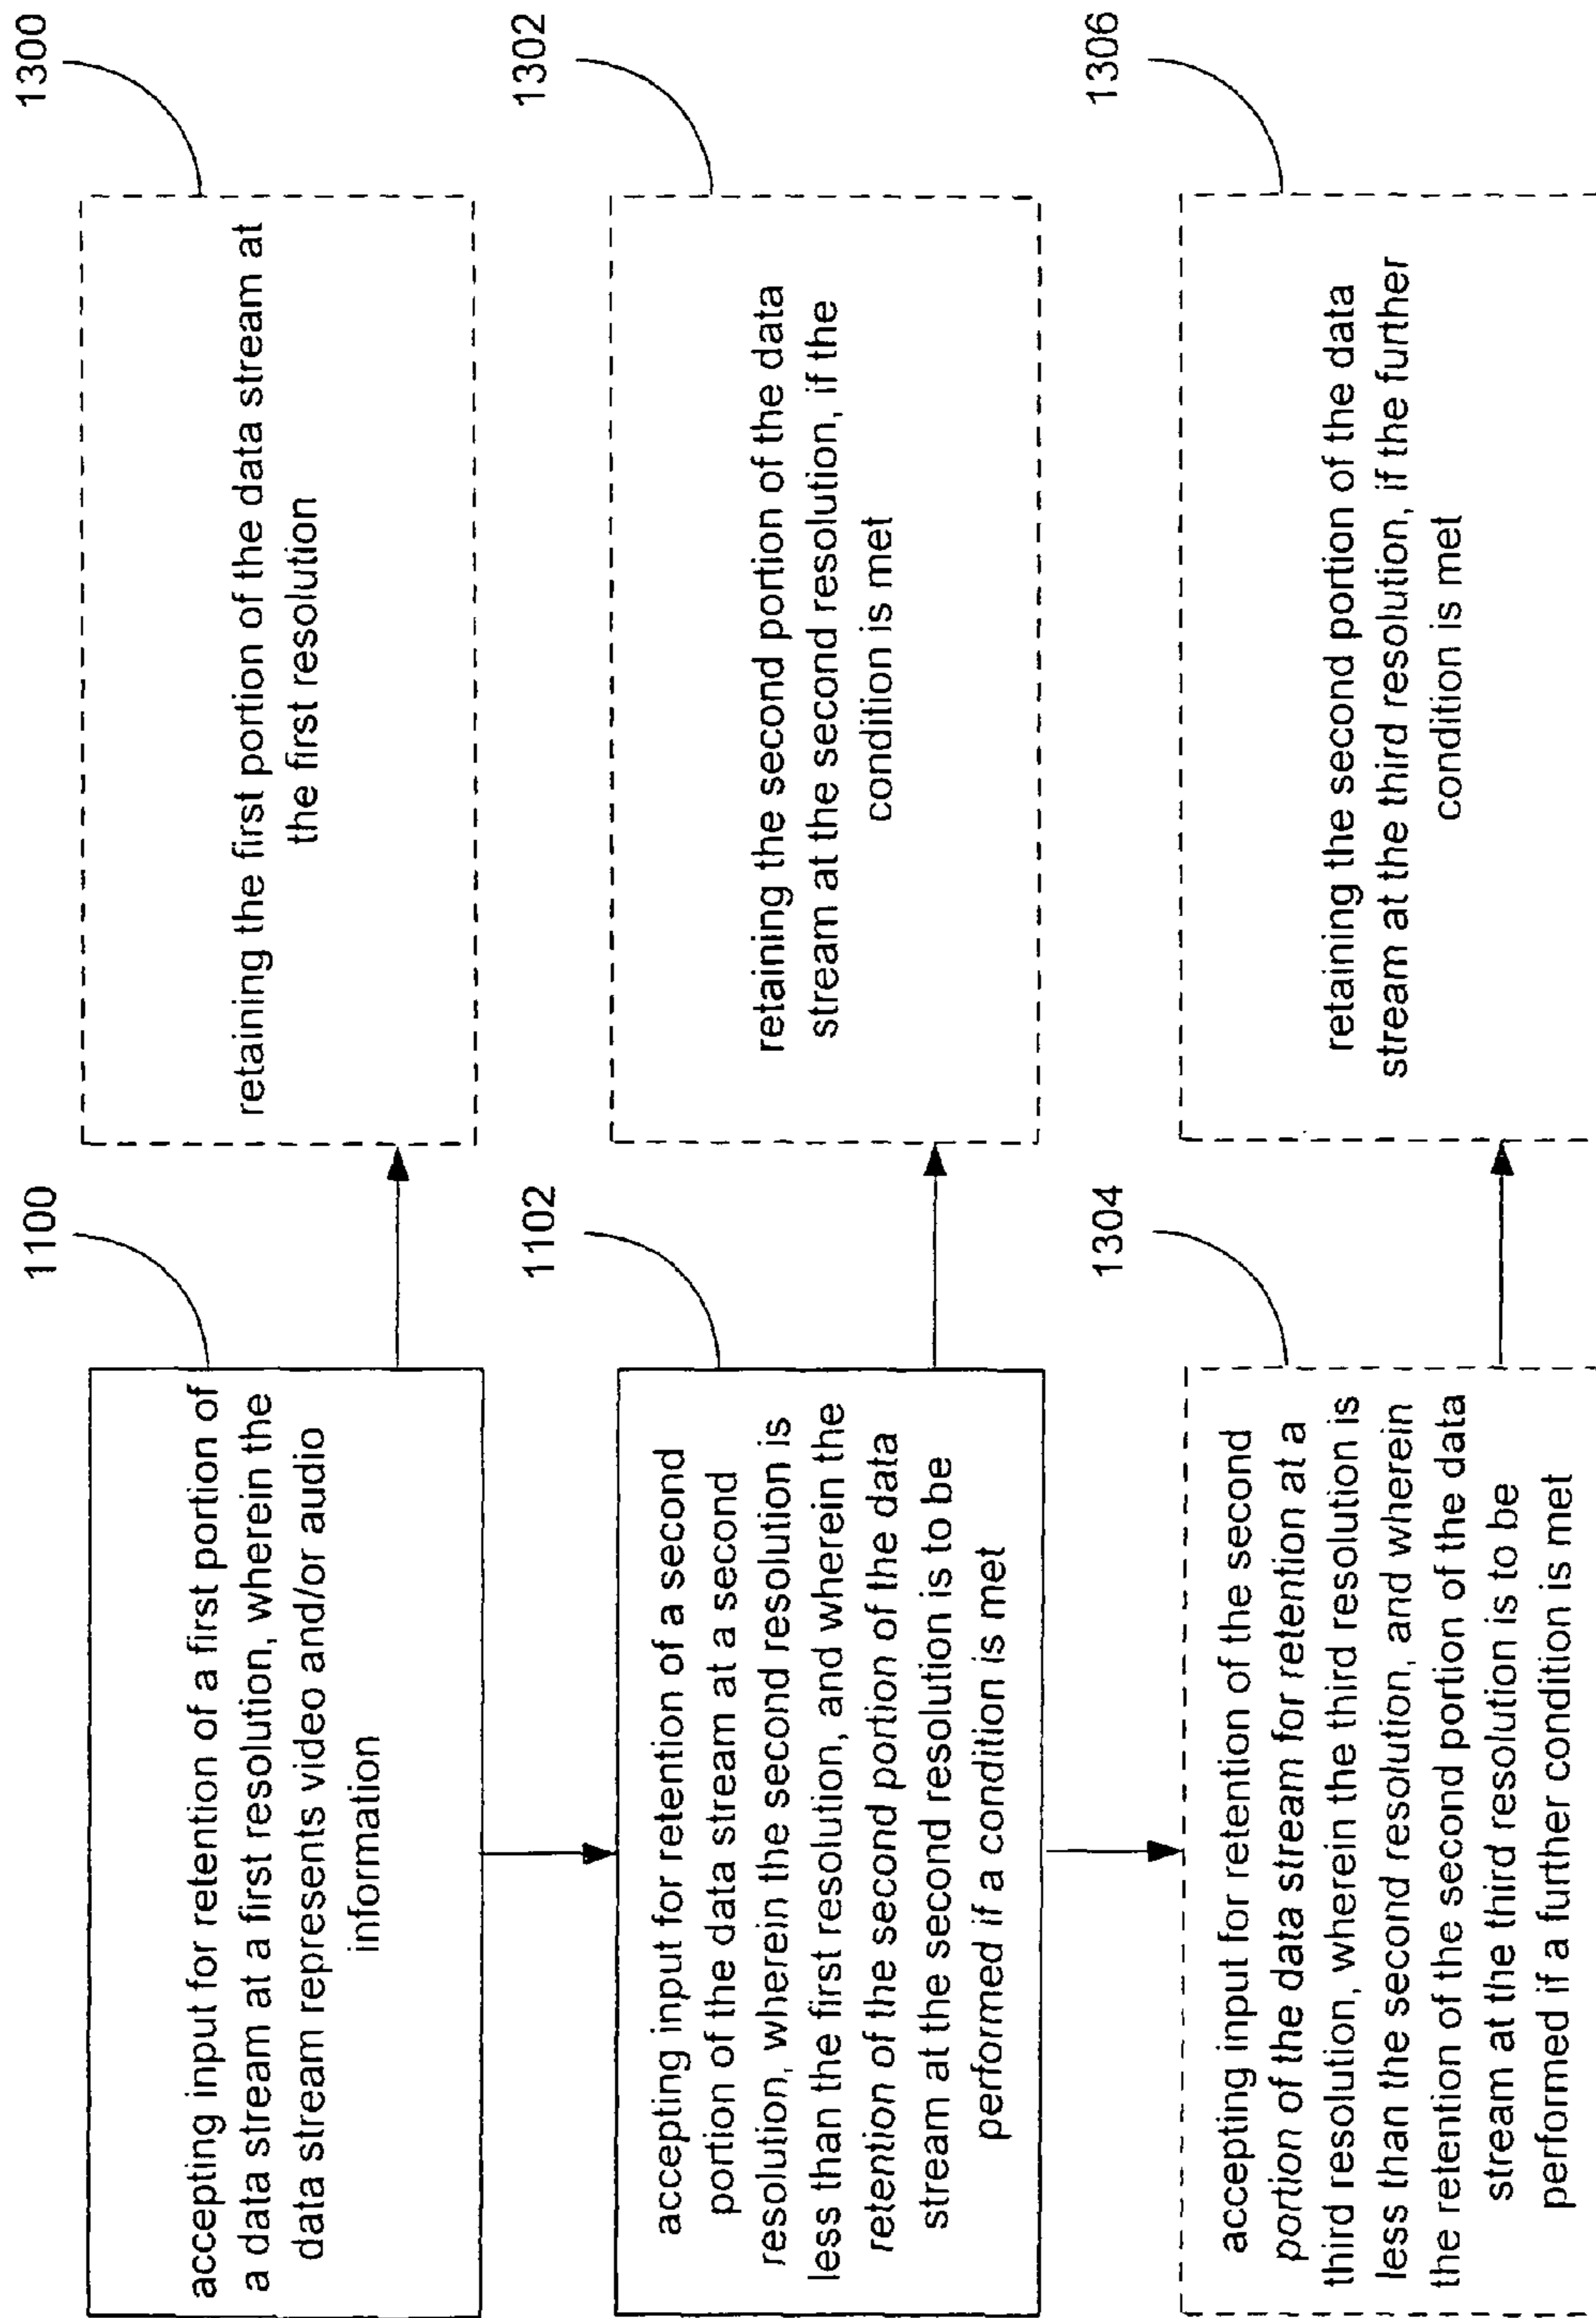 1100
accepting input for retention of a first portion of
a data stream at a first resolution, wherein the
data stream represents video and/or audio
information
1300
retaining the first portion of the data stream at
the first resolution
1102
accepting input for retention of a second
portion of the data stream at a second
resolution, wherein the second resolution is
less than the first resolution, and wherein the
retention of the second portion of the data
stream at the second resolution is to be
performed if a condition is met
1302
retaining the second portion of the data
stream at the second resolution, if the
condition is met
1304
accepting input for retention of the second
portion of the data stream for retention at a
third resolution, wherein the third resolution is
less than the second resolution, and wherein
the retention of the second portion of the data
stream at the third resolution is to be
performed if a further condition is met
1306
retaining the second portion of the data
stream at the third resolution, if the further
condition is met